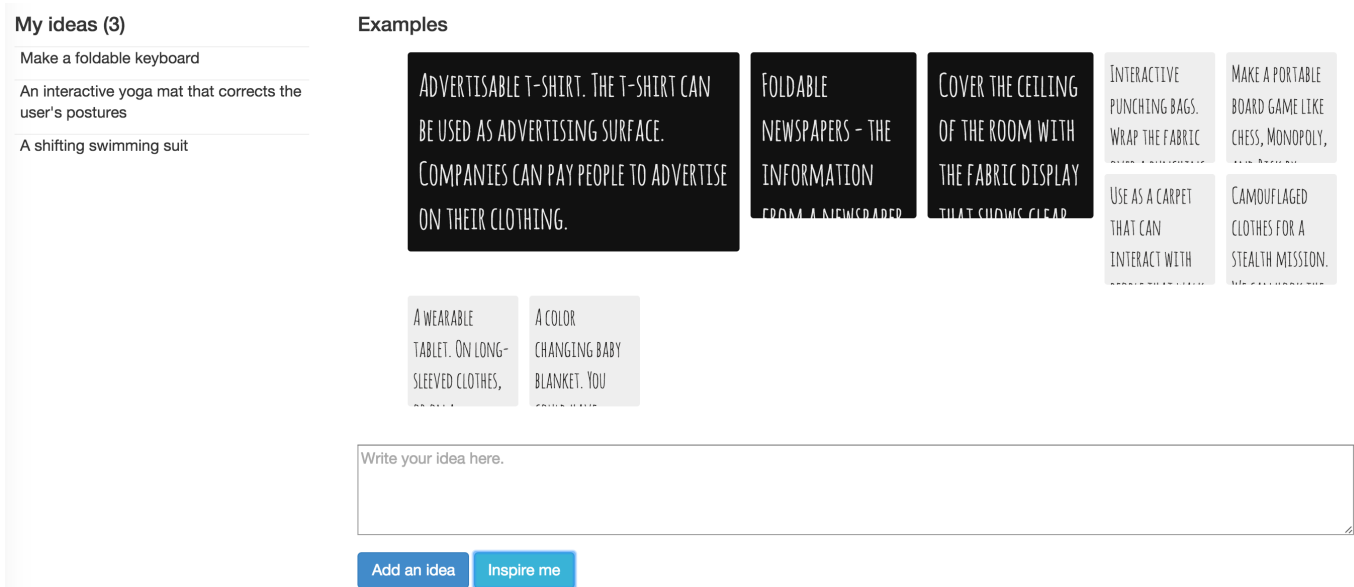 My ideas (3)
Make a foldable keyboard
An interactive yoga mat that corrects the
user's postures
A shifting swimming suit
Examples
Advertisable t-shirt. The t-shirt can
be used as advertising surface.
Companies can pay people to advertise
on their clothing.
Foldable
newspapers - the
information
from a newspaper
Cover the ceiling
of the room with
the fabric display
that shows clear
Interactive
punching bags.
Wrap the fabric
Make a portable
board game like
chess, Monopoly,
Use as a carpet
that can
interact with
Camouflaged
clothes for a
stealth mission.
A wearable
tablet. On long-
sleeved clothes,
A color
changing baby
blanket. You
Write your idea here.
Add an idea
Inspire me